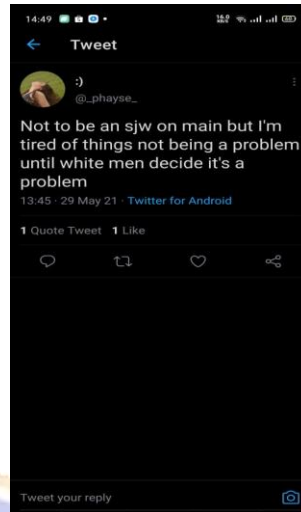 14:49
Tweet
:)
@_phayse_
Not to be an sjw on main but I'm
tired of things not being a problem
until white men decide it's a
problem
13:45 · 29 May 21 · Twitter for Android
1 Quote Tweet 1 Like
Tweet your reply